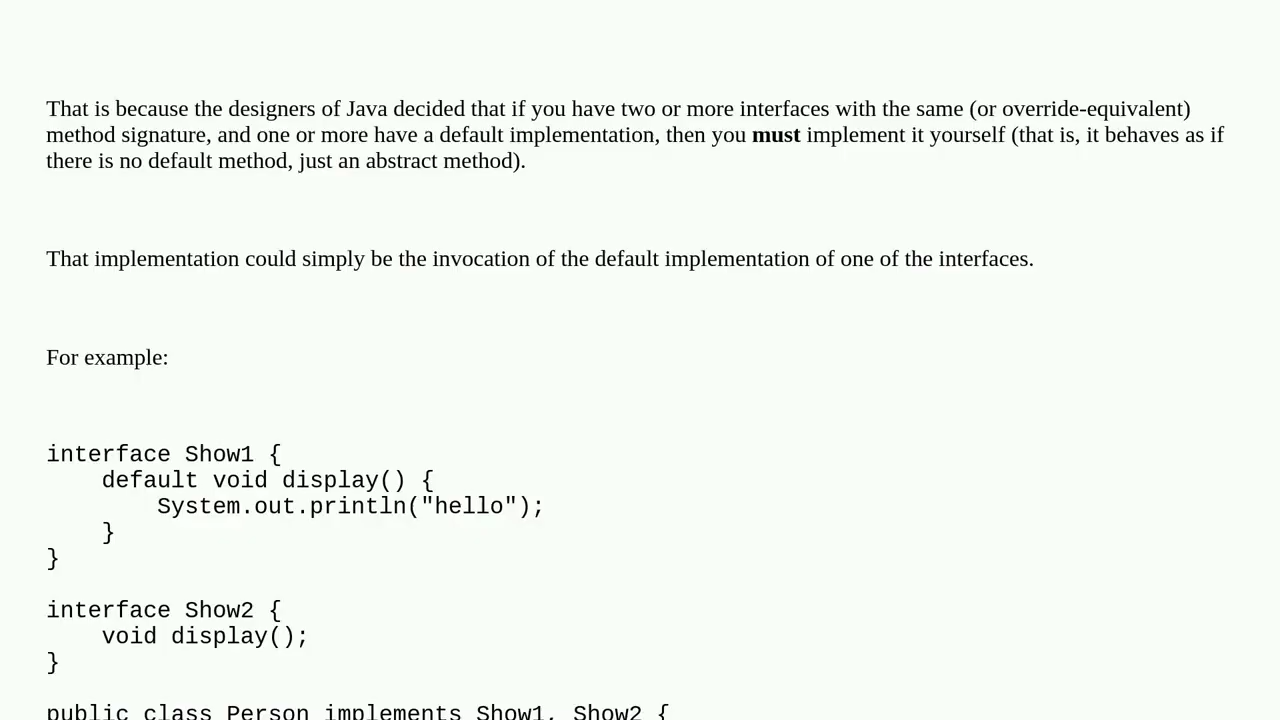 That is because the designers of Java decided that if you have two or more interfaces with the same (or override-equivalent)
method signature, and one or more have a default implementation, then you must implement it yourself (that is, it behaves as if
there is no default method, just an abstract method).
That implementation could simply be the invocation of the default implementation of one of the interfaces.
For example:
interface Show1 {
    default void display() {
        System.out.println("hello");
    }
}
interface Show2 {
    void display();
}
public class Person implements Show1, Show2 {